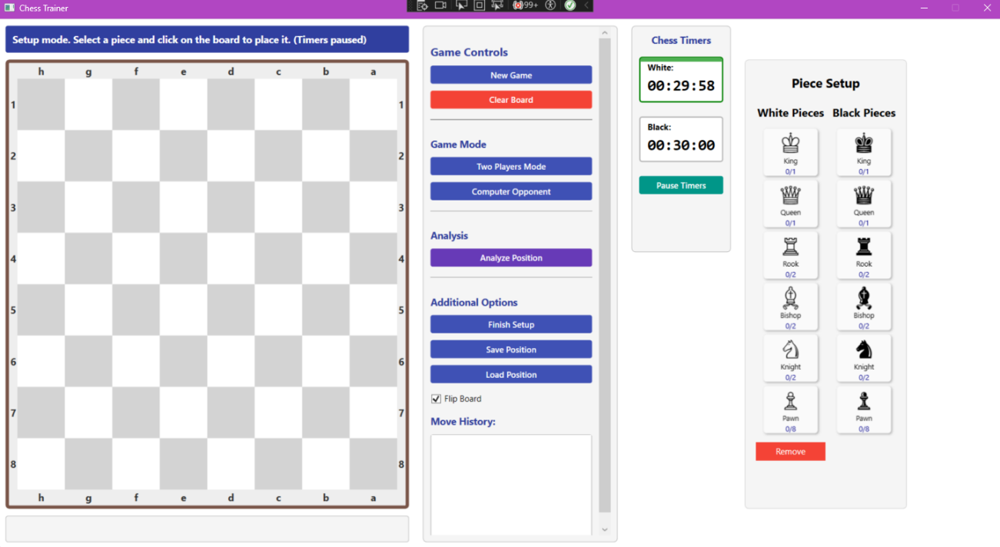 Chess Trainer
99+
Setup mode. Select a piece and click on the board to place it. (Timers paused)
h g f e d c b a
1 1
2 2
3 3
4 4
5 5
6 6
7 7
8 8
h g f e d c b a
Game Controls
New Game
Clear Board
Game Mode
Two Players Mode
Computer Opponent
Analysis
Analyze Position
Additional Options
Finish Setup
Save Position
Load Position
Flip Board
Move History:
Chess Timers
White:
00:29:58
Black:
00:30:00
Pause Timers
Piece Setup
White Pieces Black Pieces
King King
0/1 0/1
Queen Queen
0/1 0/1
Rook Rook
0/2 0/2
Bishop Bishop
0/2 0/2
Knight Knight
0/2 0/2
Pawn Pawn
0/8 0/8
Remove